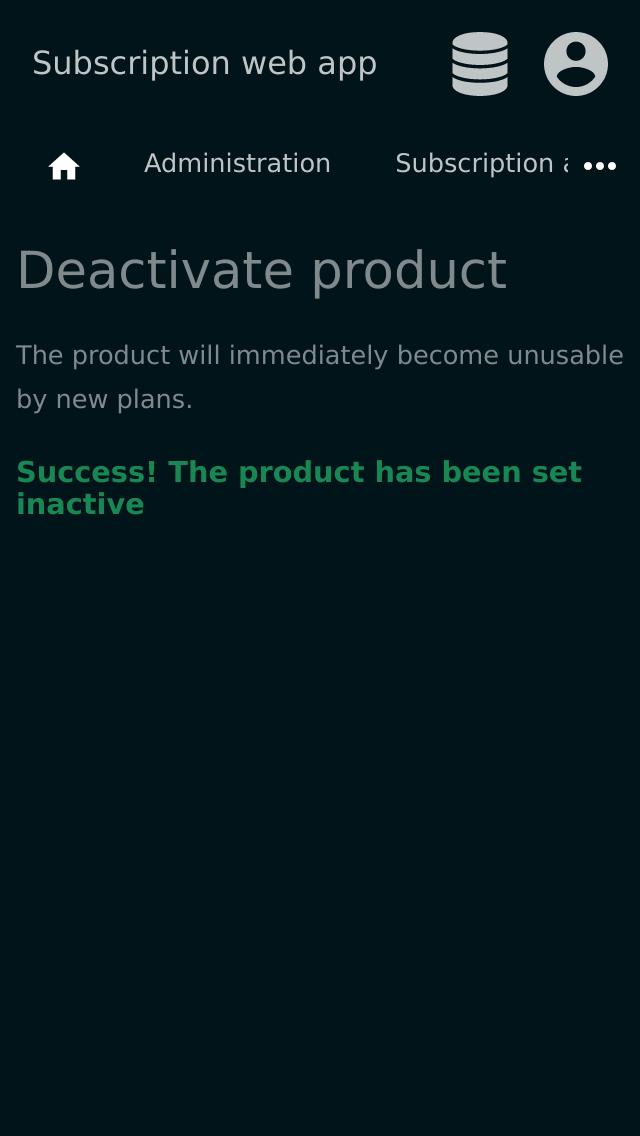 Subscription web app
Administration
Subscription
Deactivate product
The product will immediately become unusable
by new plans.
Success! The product has been set
inactive